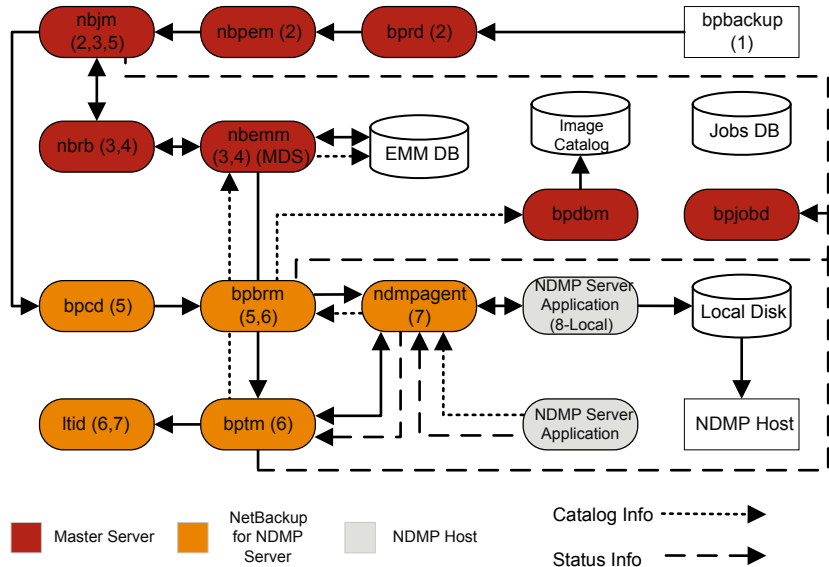 nbjm
(2,3,5)
nbpem (2)
bprd (2)
bpbackup
(1)
nbrb (3,4)
nbemm
(3,4) (MDS)
EMM DB
Image
Catalog
Jobs DB
bpdbm
bpjobd
bpcd (5)
bpbrm
(5,6)
ndmpagent
(7)
NDMP Server
Application
(8-Local)
Local Disk
ltid (6,7)
bptm (6)
NDMP Server
Application
NDMP Host
Master Server
NetBackup
for NDMP
Server
NDMP Host
Catalog Info
Status Info